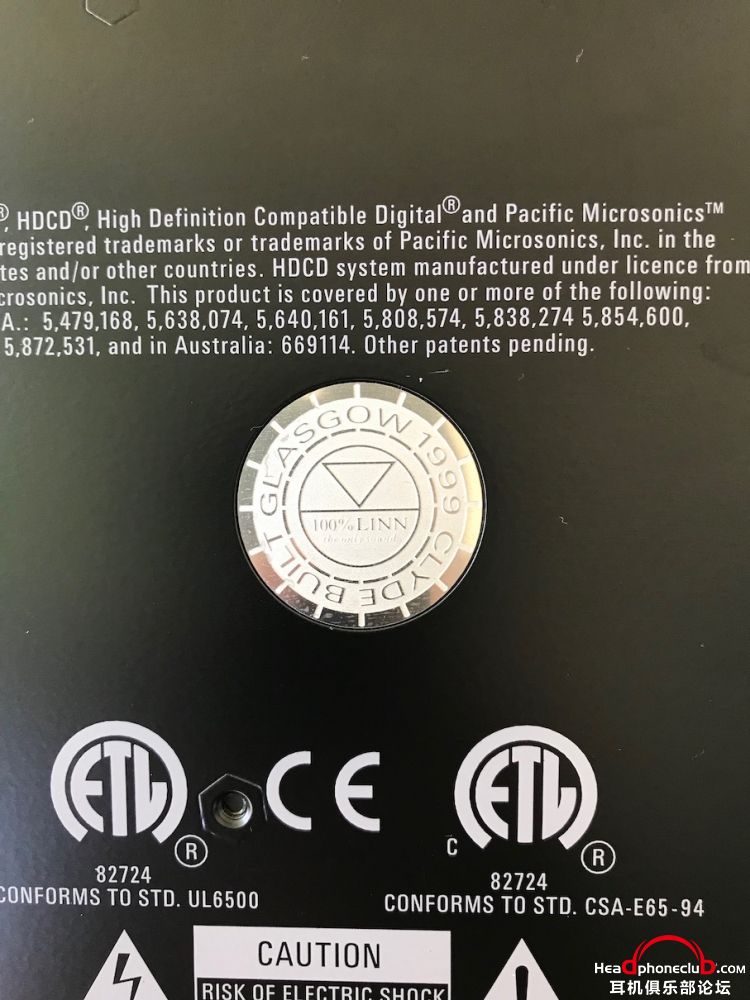 ®, HDCD®, High Definition Compatible Digital® and Pacific Microsonics™
registered trademarks or trademarks of Pacific Microsonics, Inc. in the
tes and/or other countries. HDCD system manufactured under licence from
crosonics, Inc. This product is covered by one or more of the following:
A.: 5,479,168, 5,638,074, 5,640,161, 5,808,574, 5,838,274 5,854,600,
5,872,531, and in Australia: 669114. Other patents pending.
GLASGOW 1999 CLYDE BUILT
100% LINN
ETL ® CE C ETL ®
82724 82724
CONFORMS TO STD. UL6500 CONFORMS TO STD. CSA-E65-94
CAUTION
RISK OF ELECTRIC SHOCK
Headphoneclub.com
耳机俱乐部论坛